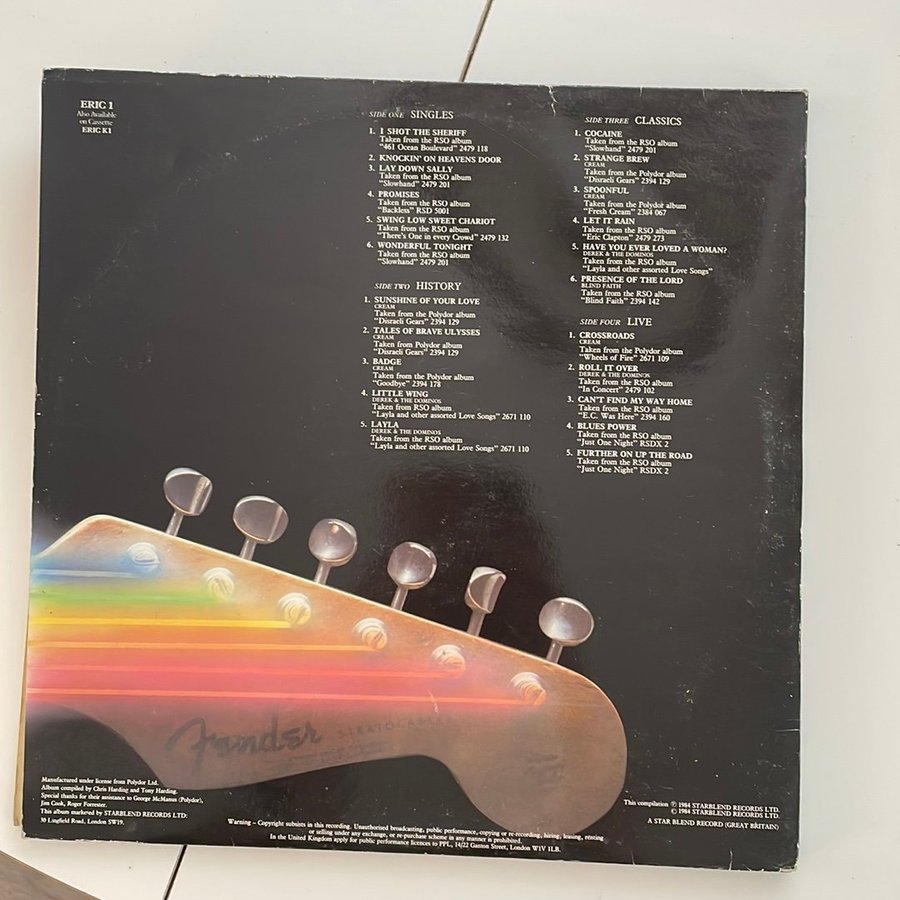 ERIC 1
Also Available
on Cassette
ERIC K1
SIDE ONE SINGLES
1. I SHOT THE SHERIFF
Taken from the RSO album
"461 Ocean Boulevard" 2479 118
2. KNOCKIN' ON HEAVENS DOOR
3. LAY DOWN SALLY
Taken from the RSO album
"Slowhand" 2479 201
4. PROMISES
Taken from the RSO album
"Backless" RSD 5001
5. SWING LOW SWEET CHARIOT
Taken from the RSO album
"There's One in every Crowd" 2479 132
6. WONDERFUL TONIGHT
Taken from the RSO album
"Slowhand" 2479 201
SIDE TWO HISTORY
1. SUNSHINE OF YOUR LOVE
CREAM
Taken from the Polydor album
"Disraeli Gears" 2394 129
2. TALES OF BRAVE ULYSSES
CREAM
Taken from Polydor album
"Disraeli Gears" 2394 129
3. BADGE
CREAM
Taken from the Polydor album
"Goodbye" 2394 178
4. LITTLE WING
DEREK & THE DOMINOS
Taken from RSO album
"Layla and other assorted Love Songs" 2671 110
5. LAYLA
DEREK & THE DOMINOS
Taken from the RSO album
"Layla and other assorted Love Songs" 2671 110
SIDE THREE CLASSICS
1. COCAINE
Taken from the RSO album
"Slowhand" 2479 201
2. STRANGE BREW
CREAM
Taken from the Polydor album
"Disraeli Gears" 2394 129
3. SPOONFUL
CREAM
Taken from the Polydor album
"Fresh Cream" 2384 067
4. LET IT RAIN
Taken from the RSO album
"Eric Clapton" 2479 273
5. HAVE YOU EVER LOVED A WOMAN?
DEREK & THE DOMINOS
Taken from the RSO album
"Layla and other assorted Love Songs"
6. PRESENCE OF THE LORD
BLIND FAITH
Taken from the RSO album
"Blind Faith" 2394 142
SIDE FOUR LIVE
1. CROSSROADS
CREAM
Taken from the Polydor album
"Wheels of Fire" 2671 109
2. ROLL IT OVER
DEREK & THE DOMINOS
Taken from the RSO album
"In Concert" 2479 102
3. CAN'T FIND MY WAY HOME
Taken from the RSO album
"E.C. Was Here" 2394 160
4. BLUES POWER
Taken from the RSO album
"Just One Night" RSDX 2
5. FURTHER ON UP THE ROAD
Taken from the RSO album
"Just One Night" RSDX 2
Fender STRATOCASTER
Manufactured under license from Polydor Ltd.
Album compiled by Chris Harding and Tony Harding.
Special thanks for their assistance to George McManus (Polydor),
Jim Cook, Roger Forrester.
This album marketed by STARBLEND RECORDS LTD:
30 Lingfield Road, London SW19.
Warning – Copyright subsists in this recording. Unauthorised broadcasting, public performance, copying or re-recording, hiring, leasing, renting
or selling under any exchange, or re-purchase scheme in any manner is prohibited.
In the United Kingdom apply for public performance licences to PPL, 14/22 Ganton Street, London W1V 1LB.
This compilation ℗ 1984 STARBLEND RECORDS LTD.
© 1984 STARBLEND RECORDS LTD.
A STAR BLEND RECORD (GREAT BRITAIN)